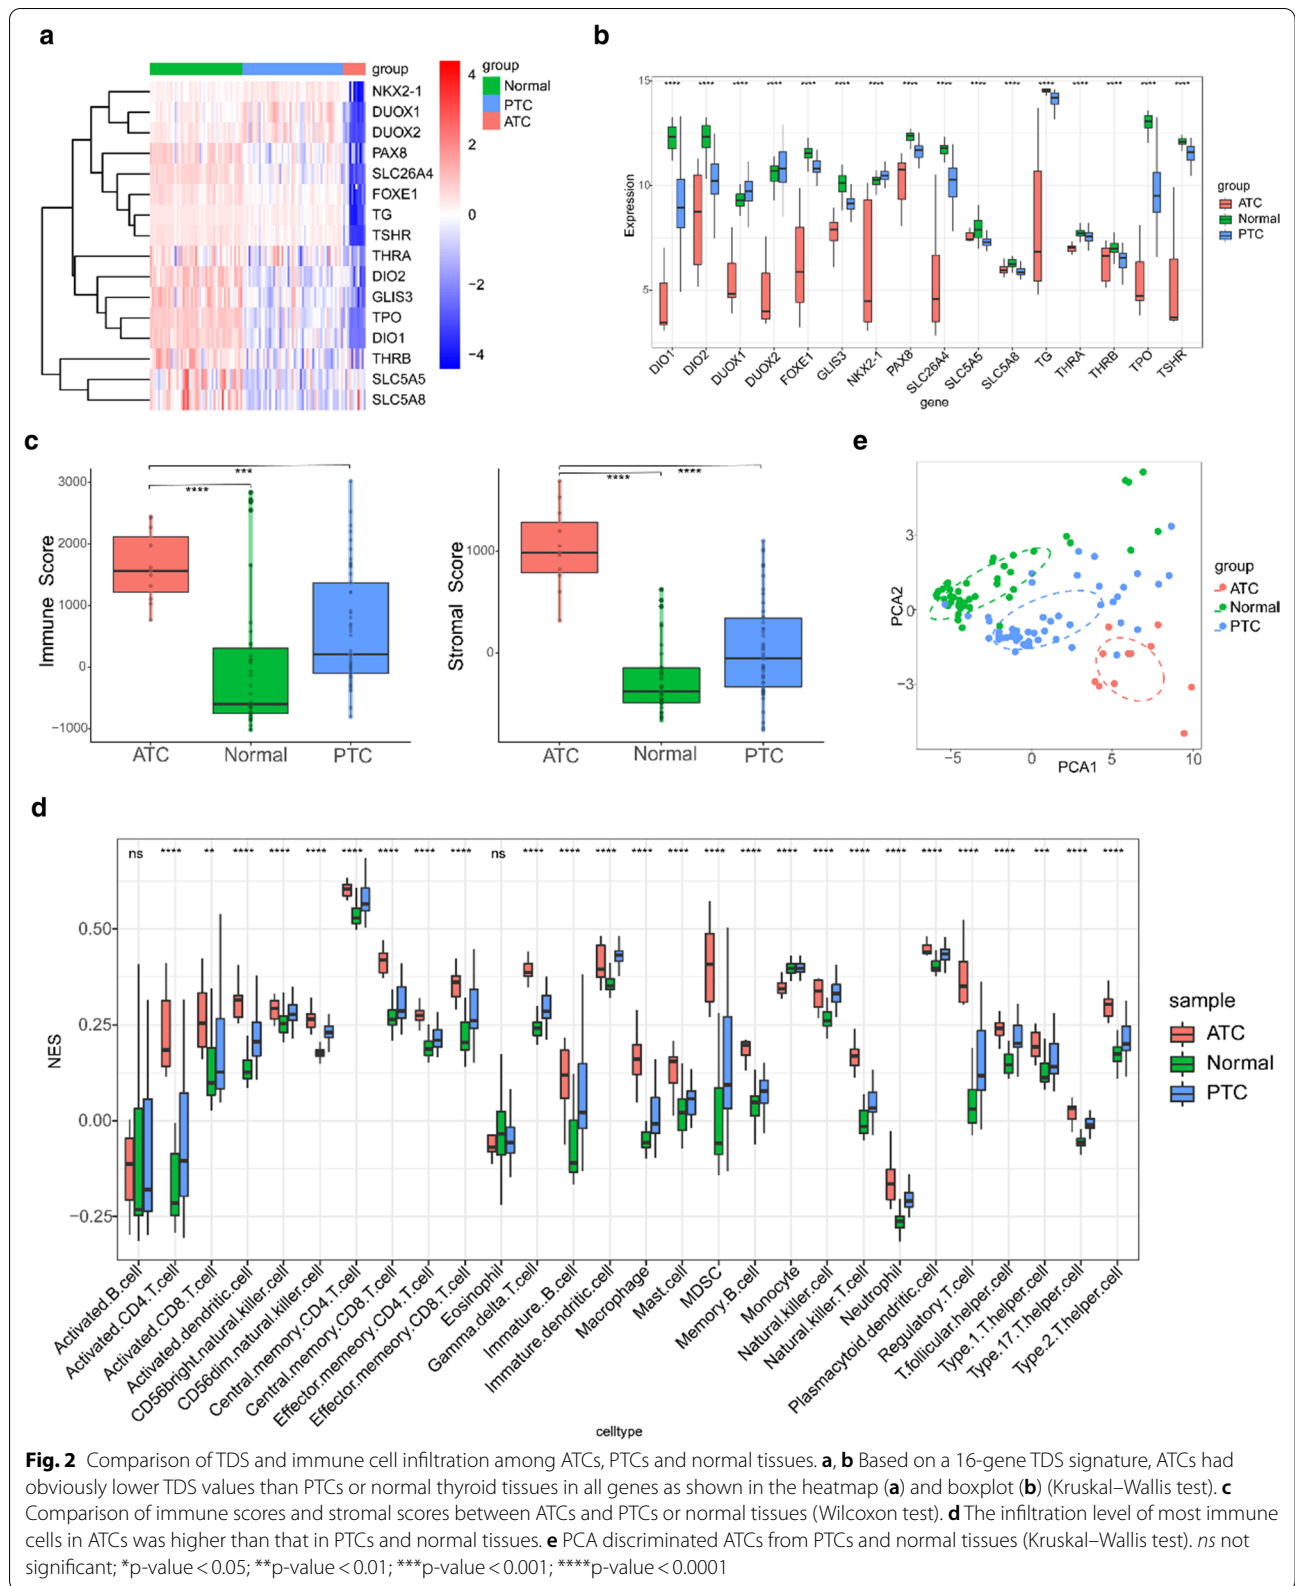 a
group
NKX2-1
DUOX1
DUOX2
PAX8
SLC26A4
FOXE1
TG
TSHR
THRA
DIO2
GLIS3
TPO
DIO1
THRB
SLC5A5
SLC5A8
4
2
0
−2
−4
group
Normal
PTC
ATC
b
15
10
5
Expression
**** **** **** **** **** **** **** **** **** **** **** **** **** **** **** ****
DIO1 DIO2 DUOX1 DUOX2 FOXE1 GLIS3 NKX2-1 PAX8 SLC26A4 SLC5A5 SLC5A8 TG THRA THRB TPO TSHR
gene
group
ATC
Normal
PTC
c
Immune Score
3000
2000
1000
0
−1000
***
****
ATC Normal PTC
Stromal Score
1000
0
****
****
ATC Normal PTC
e
PCA2
3
0
−3
−5 0 5 10
PCA1
group
ATC
Normal
PTC
d
NES
0.50
0.25
0.00
−0.25
ns **** ** **** **** **** **** **** **** **** ns **** **** **** **** **** **** **** **** **** **** **** **** **** **** *** **** ****
Activated.B.cell
Activated.CD4.T.cell
Activated.CD8.T.cell
Activated.dendritic.cell
CD56bright.natural.killer.cell
CD56dim.natural.killer.cell
Central.memory.CD4.T.cell
Central.memory.CD8.T.cell
Effector.memeory.CD4.T.cell
Effector.memeory.CD8.T.cell
Eosinophil
Gamma.delta.T.cell
Immature..B.cell
Immature.dendritic.cell
Macrophage
Mast.cell
MDSC
Memory.B.cell
Monocyte
Natural.killer.cell
Natural.killer.T.cell
Neutrophil
Plasmacytoid.dendritic.cell
Regulatory.T.cell
T.follicular.helper.cell
Type.1.T.helper.cell
Type.17.T.helper.cell
Type.2.T.helper.cell
celltype
sample
ATC
Normal
PTC
Fig. 2 Comparison of TDS and immune cell infiltration among ATCs, PTCs and normal tissues. a, b Based on a 16-gene TDS signature, ATCs had
obviously lower TDS values than PTCs or normal thyroid tissues in all genes as shown in the heatmap (a) and boxplot (b) (Kruskal–Wallis test). c
Comparison of immune scores and stromal scores between ATCs and PTCs or normal tissues (Wilcoxon test). d The infiltration level of most immune
cells in ATCs was higher than that in PTCs and normal tissues. e PCA discriminated ATCs from PTCs and normal tissues (Kruskal–Wallis test). ns not
significant; *p-value < 0.05; **p-value < 0.01; ***p-value < 0.001; ****p-value < 0.0001